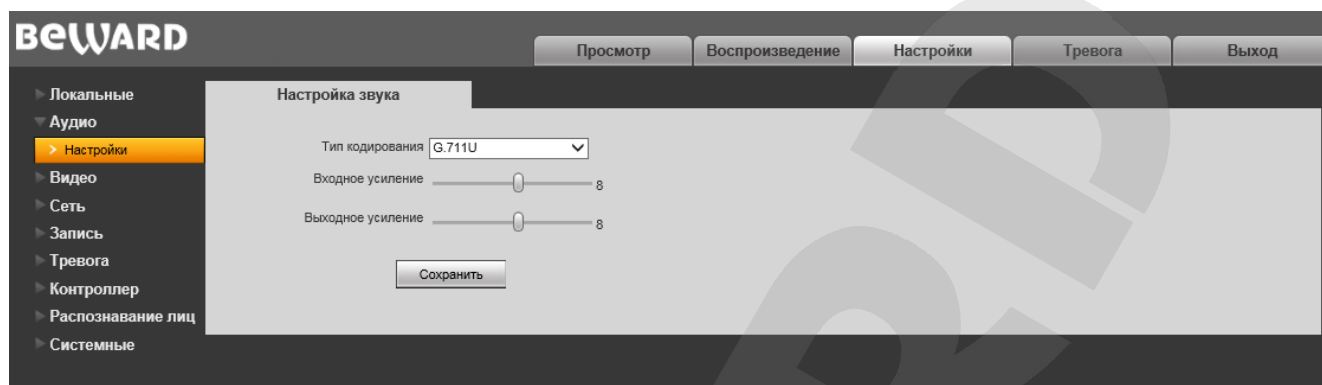 BEWARD
Просмотр
Воспроизведение
Настройки
Тревога
Выход
Локальные
Аудио
Настройки
Видео
Сеть
Запись
Тревога
Контроллер
Распознавание лиц
Системные
Настройка звука
Тип кодирования G.711U
Входное усиление 8
Выходное усиление 8
Сохранить